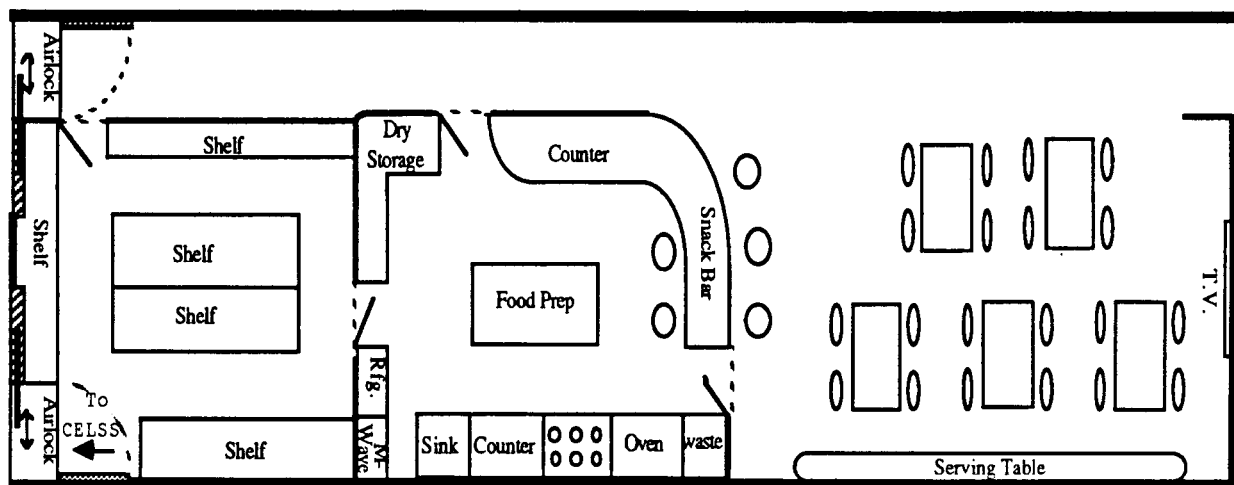 Airlock
Shelf
Dry
Storage
Counter
Shelf
Shelf
Shelf
Snack Bar
Food Prep
T.V.
Rfg.
To
CELSS
Airlock
Shelf
M-
Wave
Sink
Counter
Oven
waste
Serving Table